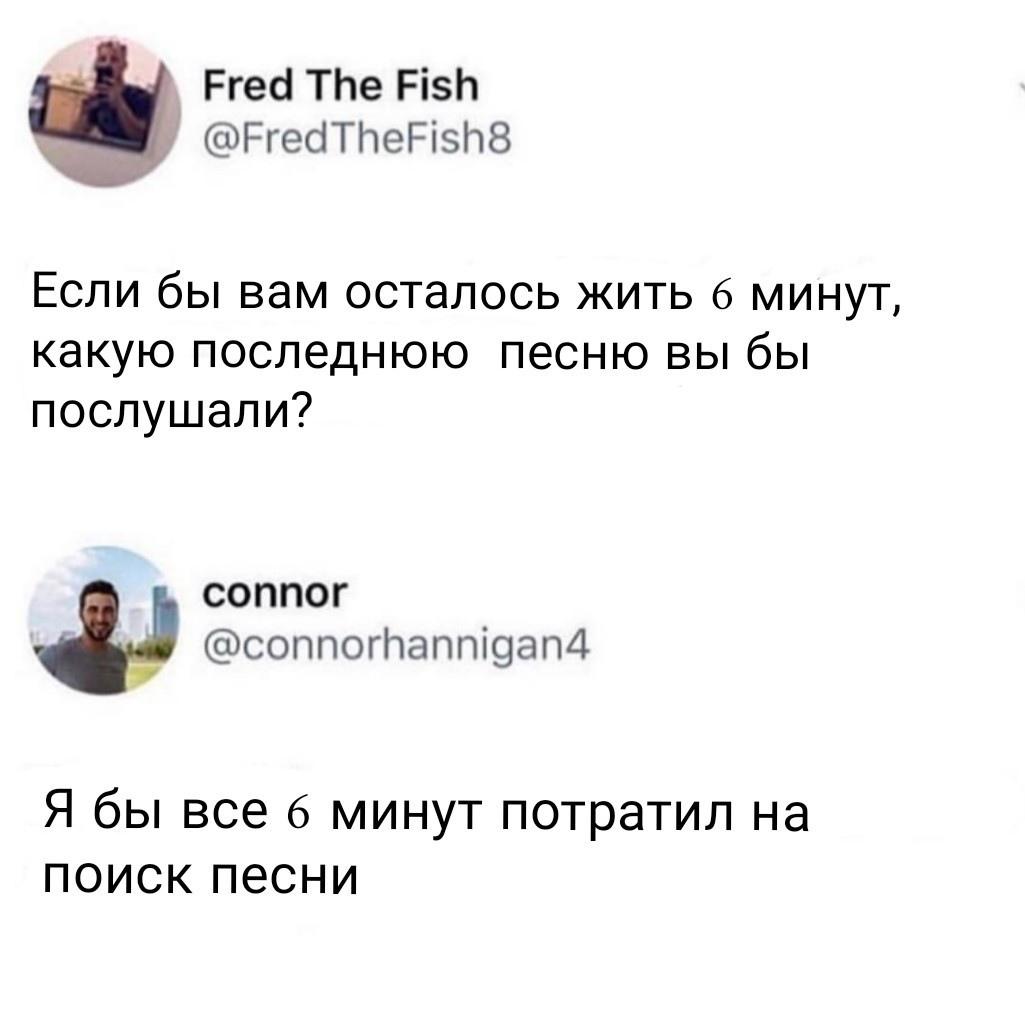 Fred The Fish
@FredTheFish8
Если бы вам осталось жить 6 минут,
какую последнюю песню вы бы
послушали?
connor
@connorhannigan4
Я бы все 6 минут потратил на
поиск песни